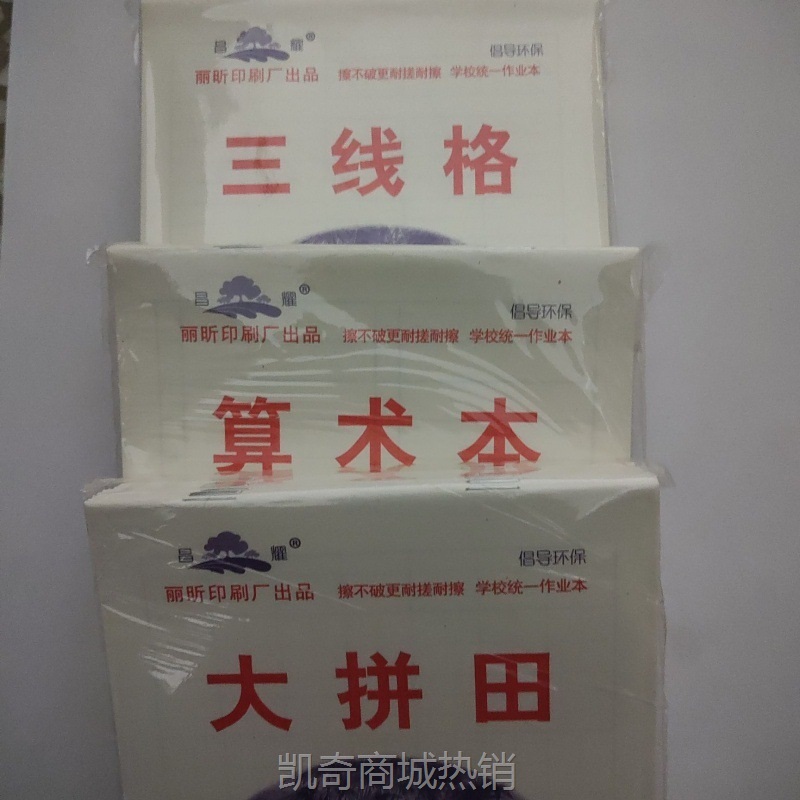 昌耀®
倡导环保
丽昕印刷厂出品 擦不破更耐搓耐擦 学校统一作业本
三线格
昌耀®
倡导环保
丽昕印刷厂出品 擦不破更耐搓耐擦 学校统一作业本
算术本
昌耀®
倡导环保
丽昕印刷厂出品 擦不破更耐搓耐擦 学校统一作业本
大拼田
凯奇商城热销